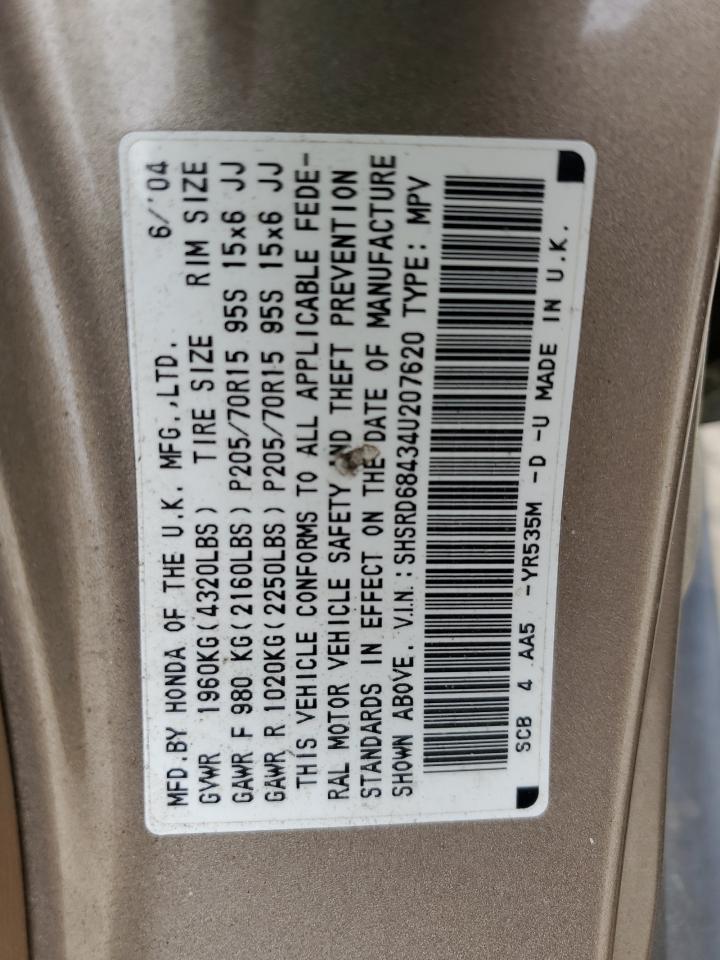 MFD.BY HONDA OF THE U.K. MFG.,LTD. 6/'04
GVWR 1960KG(4320LBS) TIRE SIZE RIM SIZE
GAWR F 980 KG(2160LBS) P205/70R15 95S 15x6 JJ
GAWR R 1020KG(2250LBS) P205/70R15 95S 15x6 JJ
THIS VEHICLE CONFORMS TO ALL APPLICABLE FEDE-
RAL MOTOR VEHICLE SAFETY AND THEFT PREVENTION
STANDARDS IN EFFECT ON THE DATE OF MANUFACTURE
SHOWN ABOVE. V.I.N.:SHSRD68434U207620 TYPE: MPV
SCB 4 AA5 -YR535M -D -U MADE IN U.K.